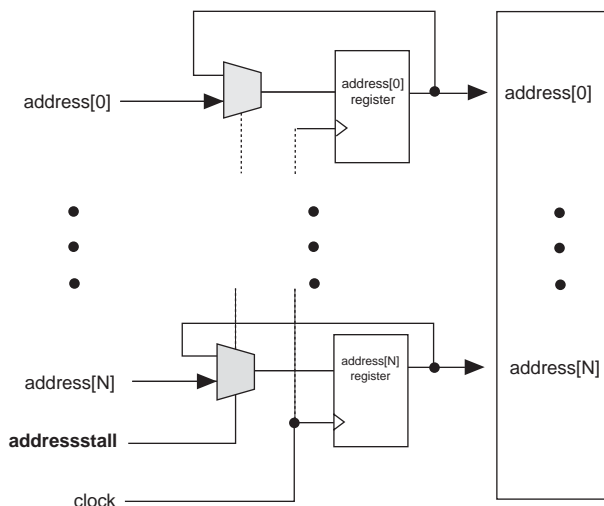 address[0]
address[0]
register
address[0]
address[N]
address[N]
register
address[N]
addressstall
clock